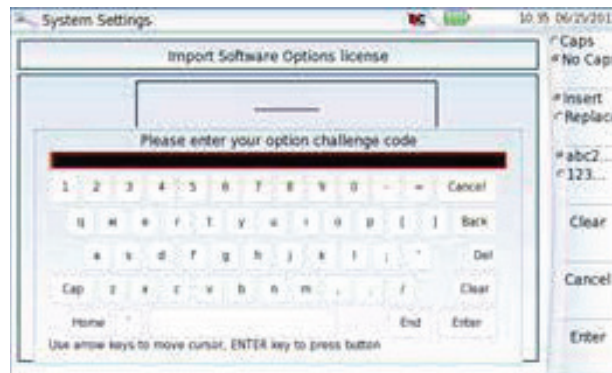 System Settings
10:35 06/25/201
Import Software Options license
Caps
No Cap
Insert
Replac
Please enter your option challenge code
abc2...
123...
1 2 3 4 5 6 7 8 9 0 - = Cancel
q w e r t y u i o p [ ] Back
Clear
a s d f g h j k l ; ' Del
Cap z x c v b n m , . / Clear
Cancel
Home End Enter
Use arrow keys to move cursor, ENTER key to press button
Enter